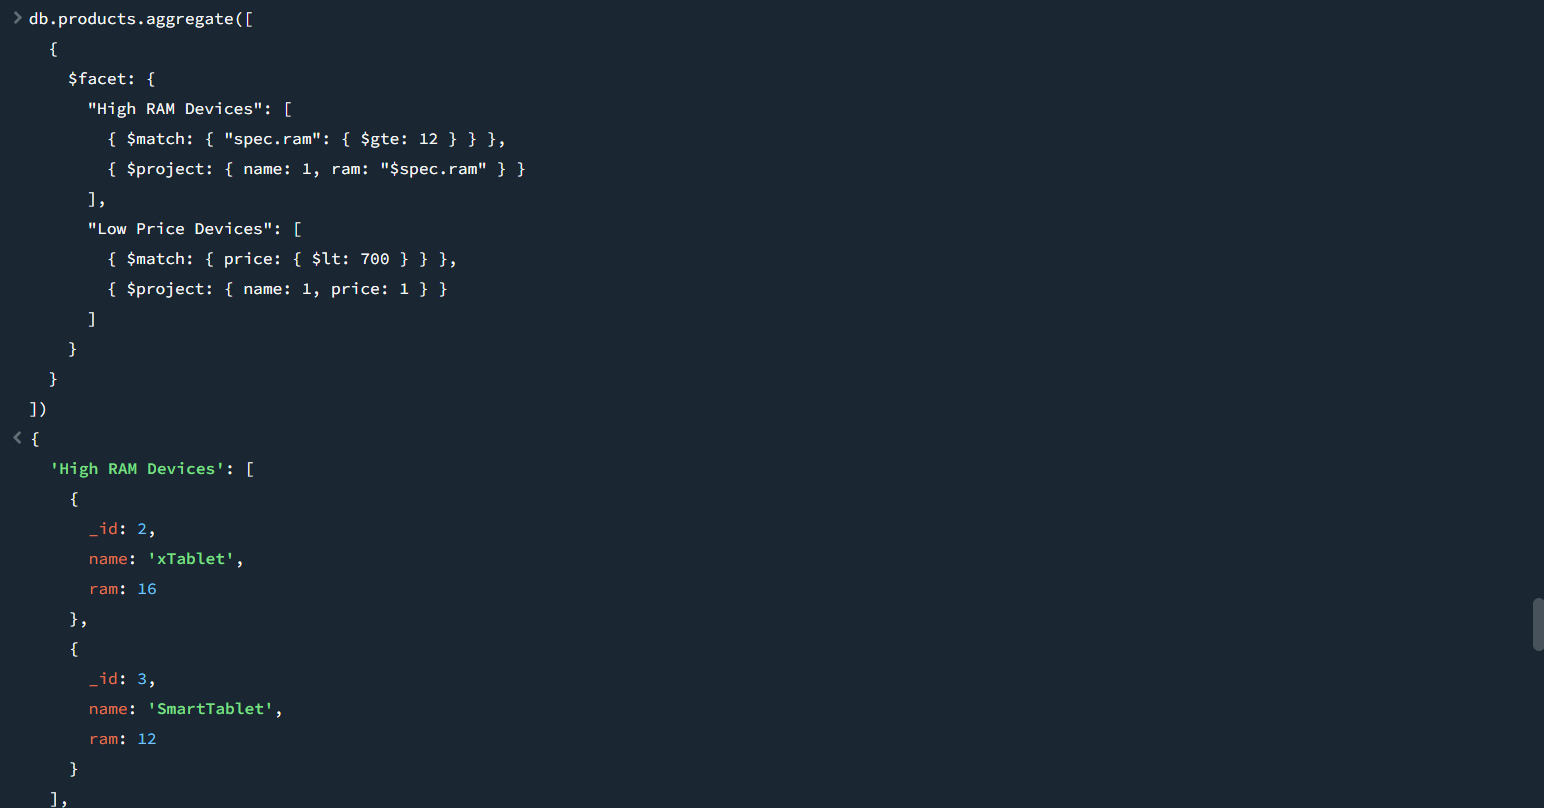 db.products.aggregate([
{
$facet: {
"High RAM Devices": [
{ $match: { "spec.ram": { $gte: 12 } } },
{ $project: { name: 1, ram: "$spec.ram" } }
],
"Low Price Devices": [
{ $match: { price: { $lt: 700 } } },
{ $project: { name: 1, price: 1 } }
]
}
}
])
{
'High RAM Devices': [
{
_id: 2,
name: 'xTablet',
ram: 16
},
{
_id: 3,
name: 'SmartTablet',
ram: 12
}
],